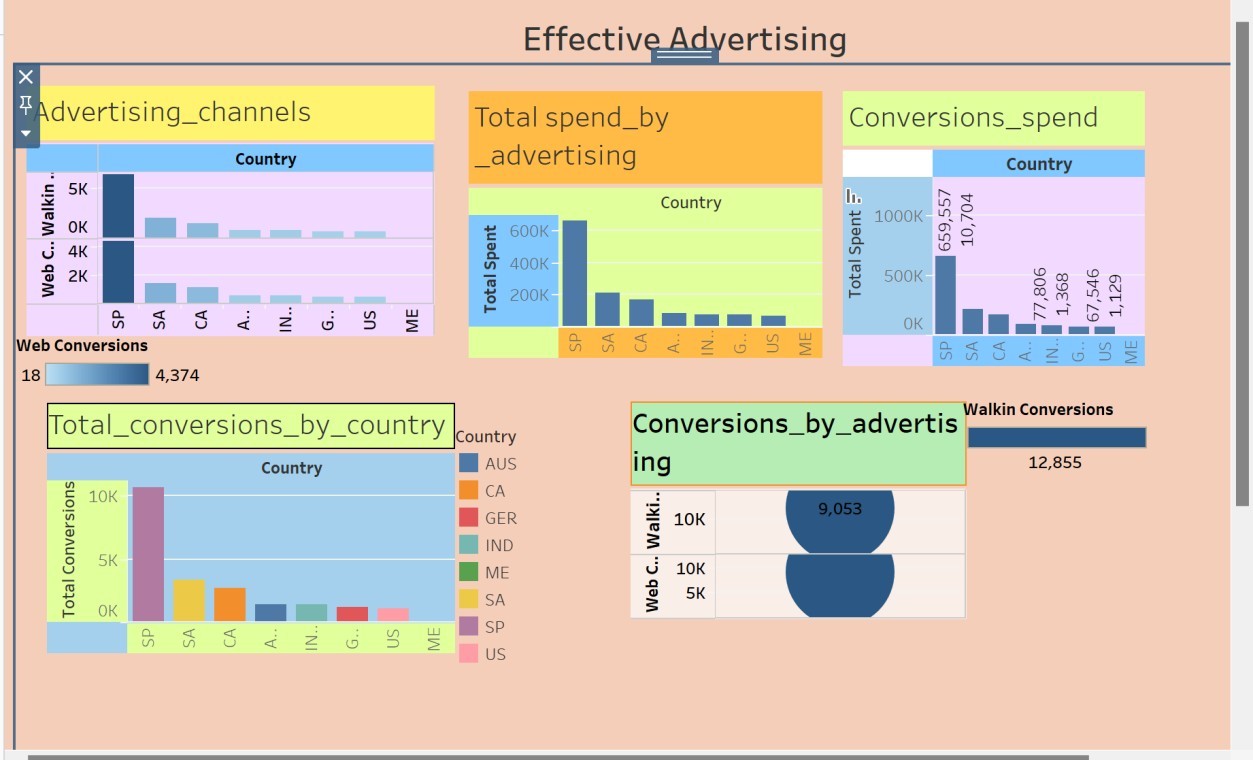 Effective Advertising
Advertising_channels
Country
Walkin ..
5K
0K
Web C..
4K
2K
SP SA CA A.. IN.. G.. US ME
Web Conversions
18 4,374
Total spend_by
_advertising
Country
Total Spent
600K
400K
200K
SP SA CA A.. IN.. G.. US ME
Conversions_spend
Country
Total Spent
1000K
500K
0K
659,557
10,704
77,806
1,368
67,546
1,129
SP SA CA A.. IN.. G.. US ME
Total_conversions_by_country
Country
Total Conversions
10K
5K
0K
SP SA CA A.. IN.. G.. US ME
Country
AUS
CA
GER
IND
ME
SA
SP
US
Conversions_by_advertis
ing
Walki..
10K
9,053
Web C..
10K
5K
Walkin Conversions
12,855